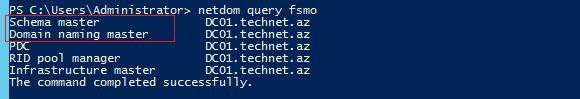 PS C:\Users\Administrator> netdom query fsmo
Schema master DC01.technet.az
Domain naming master DC01.technet.az
PDC DC01.technet.az
RID pool manager DC01.technet.az
Infrastructure master DC01.technet.az
The command completed successfully.